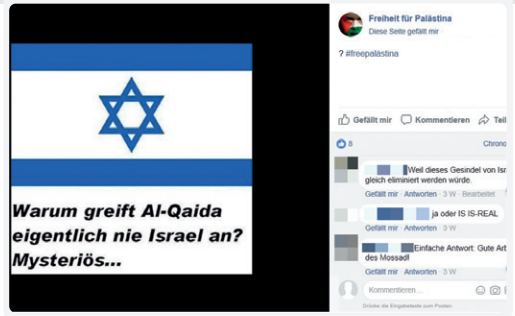 Warum greift Al-Qaida
eigentlich nie Israel an?
Mysteriös...
Freiheit für Palästina
Diese Seite gefällt mir
? #freepalästina
Gefällt mir Kommentieren Teil
8 Chrono
Weil dieses Gesindel von Isr
gleich eliminiert werden würde.
Gefällt mir · Antworten · 3 W · Bearbeitet
ja oder IS IS-REAL
Gefällt mir · Antworten · 3 W
Einfache Antwort: Gute Arb
des Mossad!
Gefällt mir · Antworten · 3 W
Kommentieren...
Drücke die Eingabetaste zum Posten.